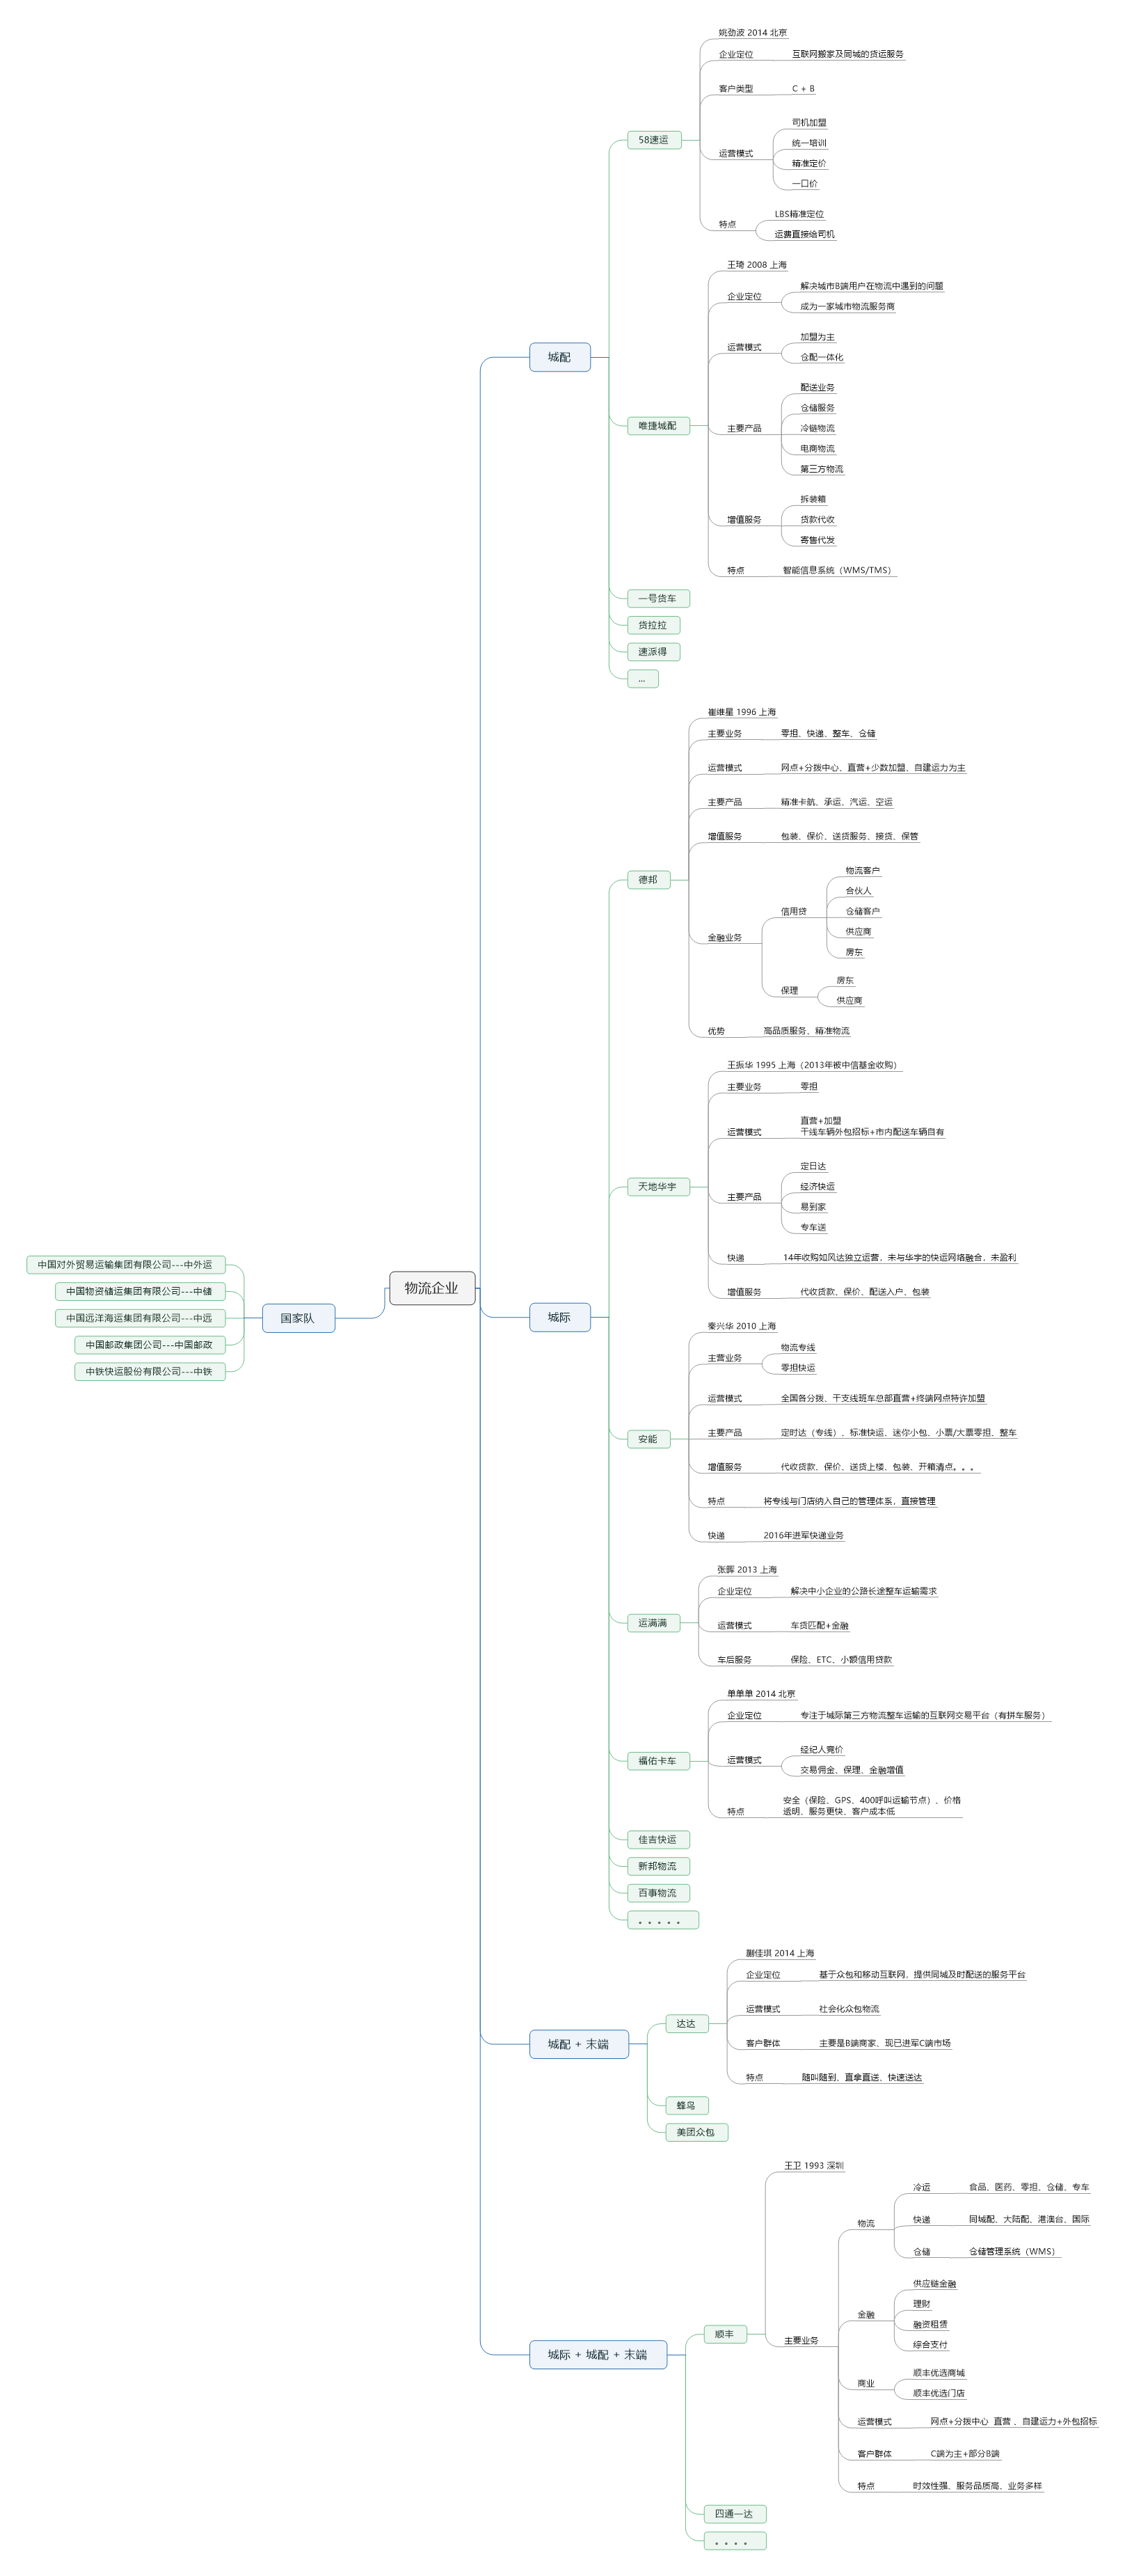 物流企业
国家队
中国对外贸易运输集团有限公司---中外运
中国物资储运集团有限公司---中储
中国远洋海运集团有限公司---中远
中国邮政集团公司---中国邮政
中铁快运股份有限公司---中铁
城配
58速运
姚劲波 2014 北京
企业定位
互联网搬家及同城的货运服务
客户类型
C + B
运营模式
司机加盟
统一培训
精准定价
一口价
特点
LBS精准定位
运费直接给司机
唯捷城配
王琦 2008 上海
企业定位
解决城市B端用户在物流中遇到的问题
成为一家城市物流服务商
运营模式
加盟为主
仓配一体化
主要产品
配送业务
仓储服务
冷链物流
电商物流
第三方物流
增值服务
拆装箱
货款代收
寄售代发
特点
智能信息系统（WMS/TMS）
一号货车
货拉拉
速派得
...
城际
德邦
崔维星 1996 上海
主要业务
零担、快递、整车、仓储
运营模式
网点+分拨中心、直营+少数加盟、自建运力为主
主要产品
精准卡航、承运、汽运、空运
增值服务
包装、保价、送货服务、接货、保管
金融业务
信用贷
物流客户
合伙人
仓储客户
供应商
房东
保理
房东
供应商
优势
高品质服务、精准物流
天地华宇
王振华 1995 上海（2013年被中信基金收购）
主要业务
零担
运营模式
直营+加盟
干线车辆外包招标+市内配送车辆自有
主要产品
定日达
经济快运
易到家
专车送
快递
14年收购如风达独立运营，未与华宇的快运网络融合，未盈利
增值服务
代收货款、保价、配送入户、包装
安能
秦兴华 2010 上海
主营业务
物流专线
零担快运
运营模式
全国各分拨、干支线班车总部直营+终端网点特许加盟
主要产品
定时达（专线）、标准快运、迷你小包、小票/大票零担、整车
增值服务
代收货款、保价、送货上楼、包装、开箱清点。。。
特点
将专线与门店纳入自己的管理体系，直接管理
快递
2016年进军快递业务
运满满
张晖 2013 上海
企业定位
解决中小企业的公路长途整车运输需求
运营模式
车货匹配+金融
车后服务
保险、ETC、小额信用贷款
福佑卡车
单单单 2014 北京
企业定位
专注于城际第三方物流整车运输的互联网交易平台（有拼车服务）
运营模式
经纪人竞价
交易佣金、保理、金融增值
特点
安全（保险、GPS、400呼叫运输节点）、价格
透明、服务更快、客户成本低
佳吉快运
新邦物流
百事物流
。。。。。
城配 + 末端
达达
蒯佳琪 2014 上海
企业定位
基于众包和移动互联网，提供同城及时配送的服务平台
运营模式
社会化众包物流
客户群体
主要是B端商家、现已进军C端市场
特点
随叫随到、直拿直送、快速送达
蜂鸟
美团众包
城际 + 城配 + 末端
顺丰
王卫 1993 深圳
主要业务
物流
冷运
食品、医药、零担、仓储、专车
快递
同城配、大陆配、港澳台、国际
仓储
仓储管理系统（WMS）
金融
供应链金融
理财
融资租赁
综合支付
商业
顺丰优选商城
顺丰优选门店
运营模式
网点+分拨中心 直营 、自建运力+外包招标
客户群体
C端为主+部分B端
特点
时效性强、服务品质高、业务多样
四通一达
。。。。